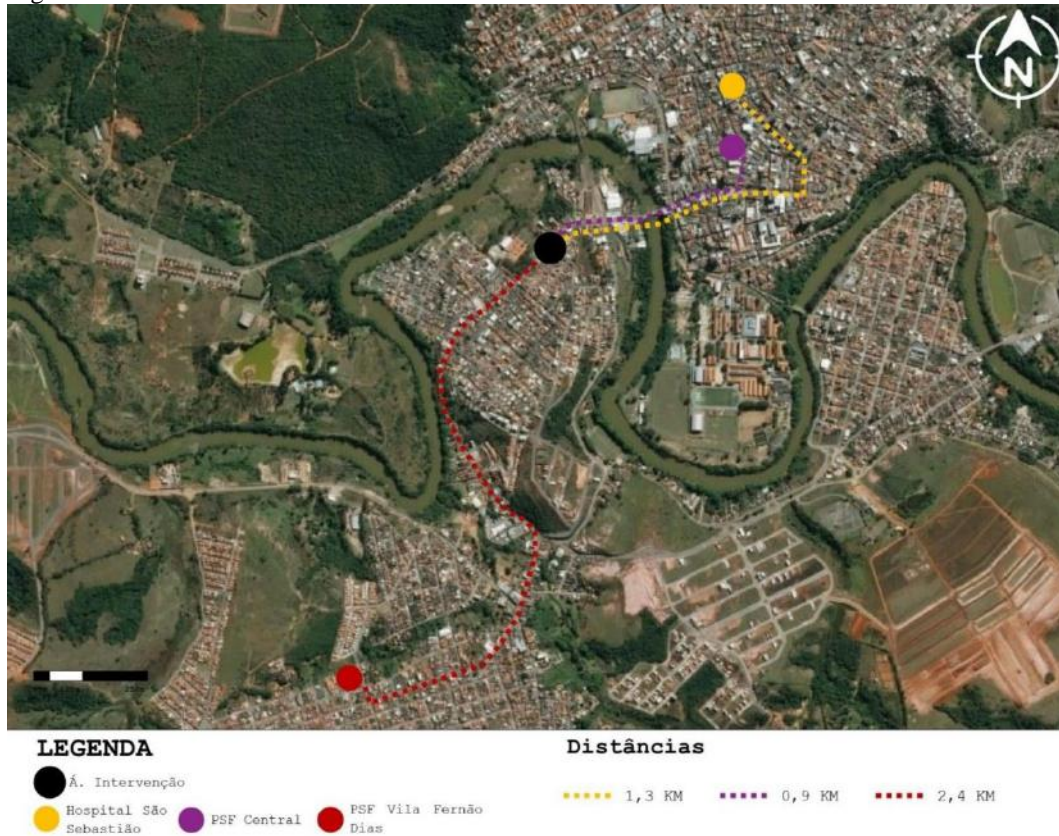 N
LEGENDA
Á. Intervenção
Hospital São
Sebastião
PSF Central
PSF Vila Fernão
Dias
Distâncias
1,3 KM
0,9 KM
2,4 KM